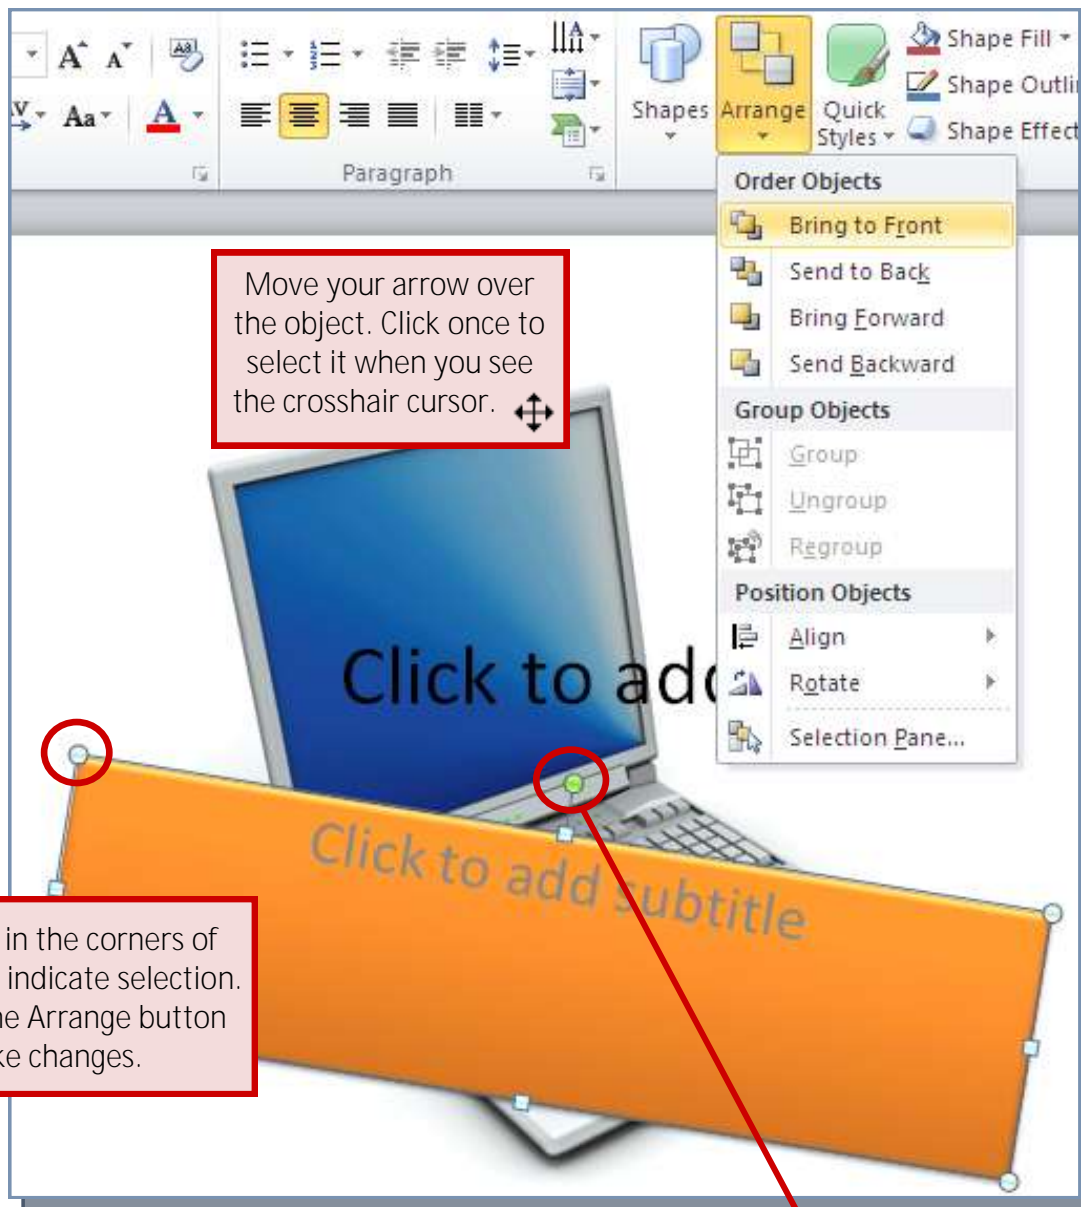 Shape Fill
Shape Outli
Shape Effect
Shapes
Arrange
Quick
Styles
Aa
A
Paragraph
Order Objects
Bring to Front
Send to Back
Bring Forward
Send Backward
Group Objects
Group
Ungroup
Regroup
Position Objects
Align
Rotate
Selection Pane...
Move your arrow over
the object. Click once to
select it when you see
the crosshair cursor.
Click to add
Click to add subtitle
in the corners of
indicate selection.
he Arrange button
ke changes.